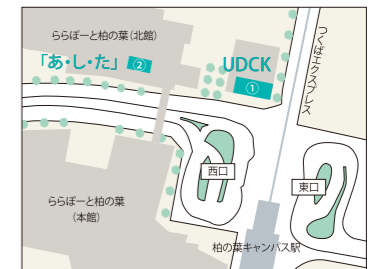 ららぽーと柏の葉(北館)
「あ・し・た」 ②
UDCK
①
つくばエクスプレス
西口
東口
ららぽーと柏の葉
(本館)
柏の葉キャンパス駅